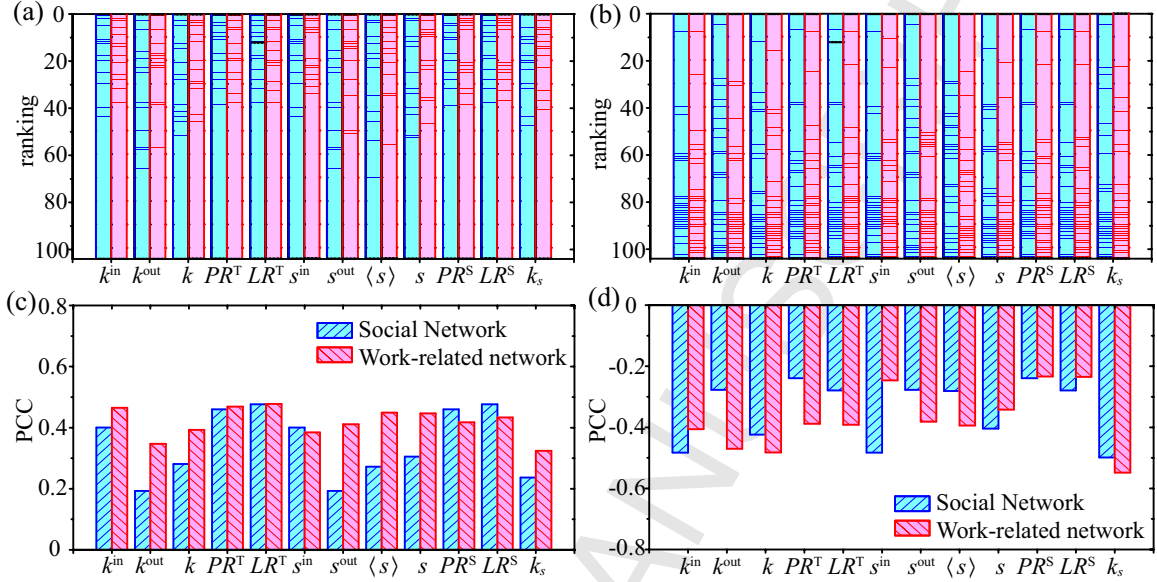 (a)
0
20
40
60
80
100
ranking
k^in k^out k PR^T LR^T s^in s^out ⟨s⟩ s PR^S LR^S k_s
(b)
0
20
40
60
80
100
ranking
k^in k^out k PR^T LR^T s^in s^out ⟨s⟩ s PR^S LR^S k_s
(c)
0.8
0.6
0.4
0.2
0.0
PCC
Social Network
Work-related network
k^in k^out k PR^T LR^T s^in s^out ⟨s⟩ s PR^S LR^S k_s
(d)
0.0
-0.2
-0.4
-0.6
-0.8
PCC
Social Network
Work-related network
k^in k^out k PR^T LR^T s^in s^out ⟨s⟩ s PR^S LR^S k_s